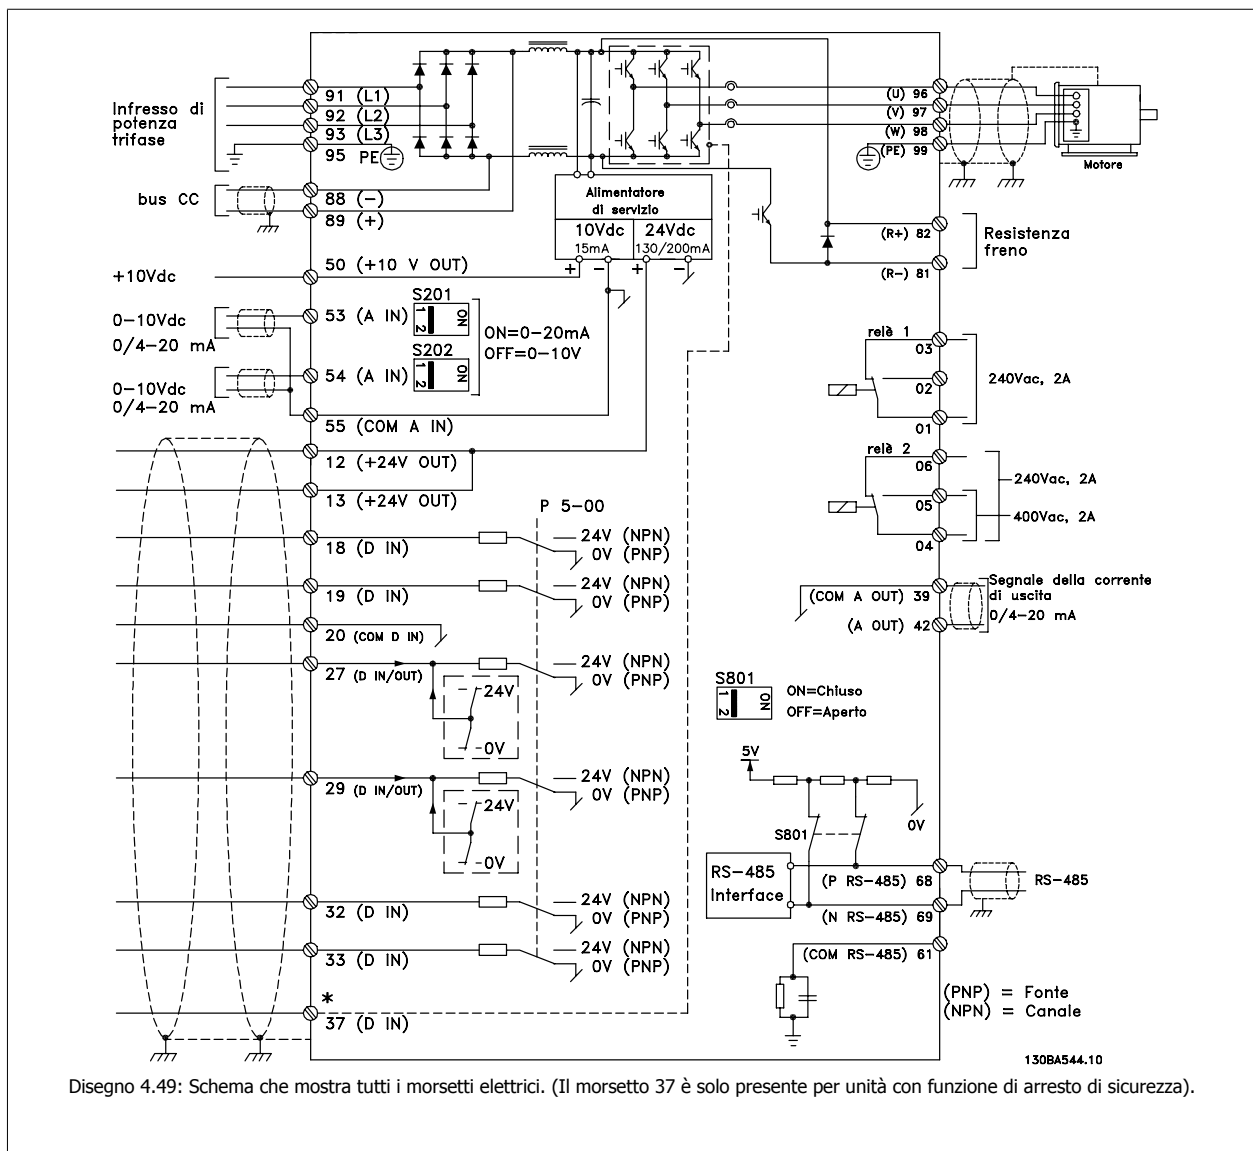 Infresso di
potenza
trifase
91 (L1)
92 (L2)
93 (L3)
95 PE
bus CC
88 (−)
89 (+)
+10Vdc
50 (+10 V OUT)
0−10Vdc
0/4−20 mA
53 (A IN)
S201
1 2
ON
ON=0−20mA
OFF=0−10V
S202
1 2
ON
0−10Vdc
0/4−20 mA
54 (A IN)
55 (COM A IN)
12 (+24V OUT)
13 (+24V OUT)
P 5-00
18 (D IN)
24V (NPN)
0V (PNP)
19 (D IN)
24V (NPN)
0V (PNP)
20 (COM D IN)
27 (D IN/OUT)
24V (NPN)
0V (PNP)
24V
0V
29 (D IN/OUT)
24V (NPN)
0V (PNP)
24V
0V
32 (D IN)
24V (NPN)
0V (PNP)
33 (D IN)
24V (NPN)
0V (PNP)
*
37 (D IN)
Alimentatore
di servizio
10Vdc
15mA
24Vdc
130/200mA
+ − + −
(U) 96
(V) 97
(W) 98
(PE) 99
Motore
(R+) 82
Resistenza
freno
(R−) 81
relè 1
03
02
240Vac, 2A
01
relè 2
06
240Vac, 2A
05
400Vac, 2A
04
(COM A OUT) 39
(A OUT) 42
Segnale della corrente
di uscita
0/4−20 mA
S801
1 2
ON
ON=Chiuso
OFF=Aperto
5V
0V
S801
RS-485
Interface
(P RS-485) 68
RS-485
(N RS-485) 69
(COM RS-485) 61
(PNP) = Fonte
(NPN) = Canale
130BA544.10
Disegno 4.49: Schema che mostra tutti i morsetti elettrici. (Il morsetto 37 è solo presente per unità con funzione di arresto di sicurezza).